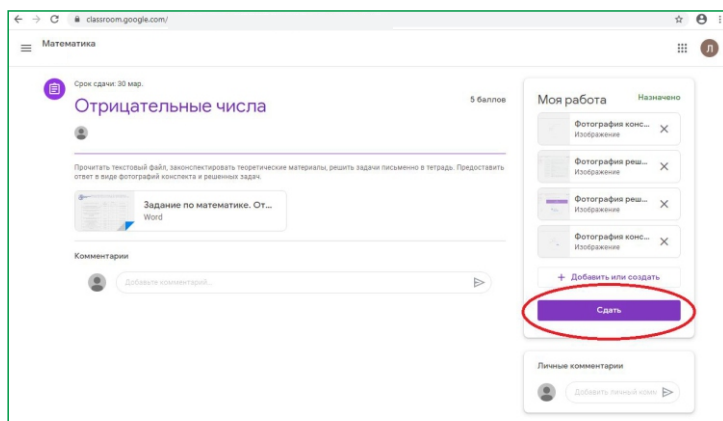 classroom.google.com/
Математика
Л
Срок сдачи: 30 мар.
Отрицательные числа
5 баллов
Прочитать текстовый файл, законспектировать теоретические материалы, решить задачи письменно в тетрадь. Предоставить
ответ в виде фотографий конспекта и решенных задач.
Задание по математике. От...
Word
Комментарии
Добавьте комментарий...
Моя работа
Назначено
Фотография конс...
Изображение
Фотография реш...
Изображение
Фотография реш...
Изображение
Фотография конс...
Изображение
+ Добавить или создать
Сдать
Личные комментарии
Добавить личный комм